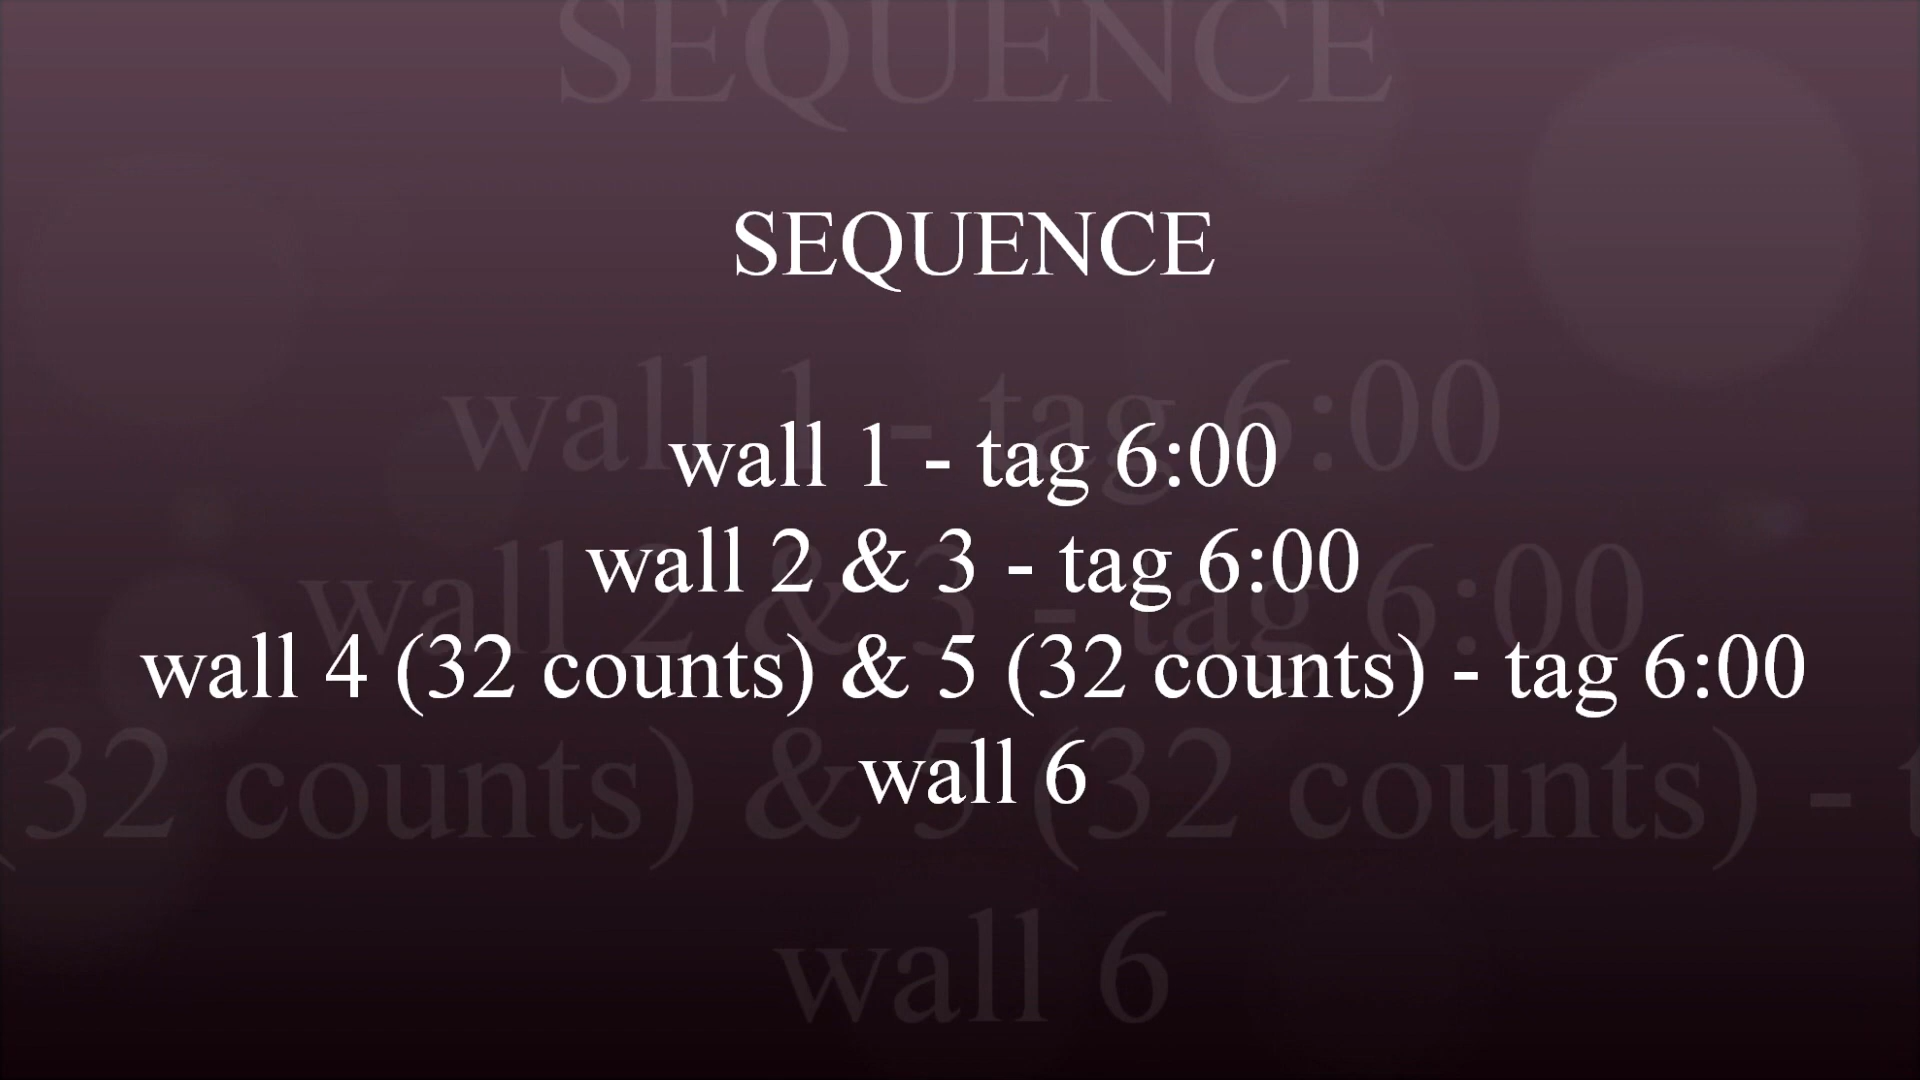 SEQUENCE
wall 1 - tag 6:00
wall 2 & 3 - tag 6:00
wall 4 (32 counts) & 5 (32 counts) - tag 6:00
wall 6